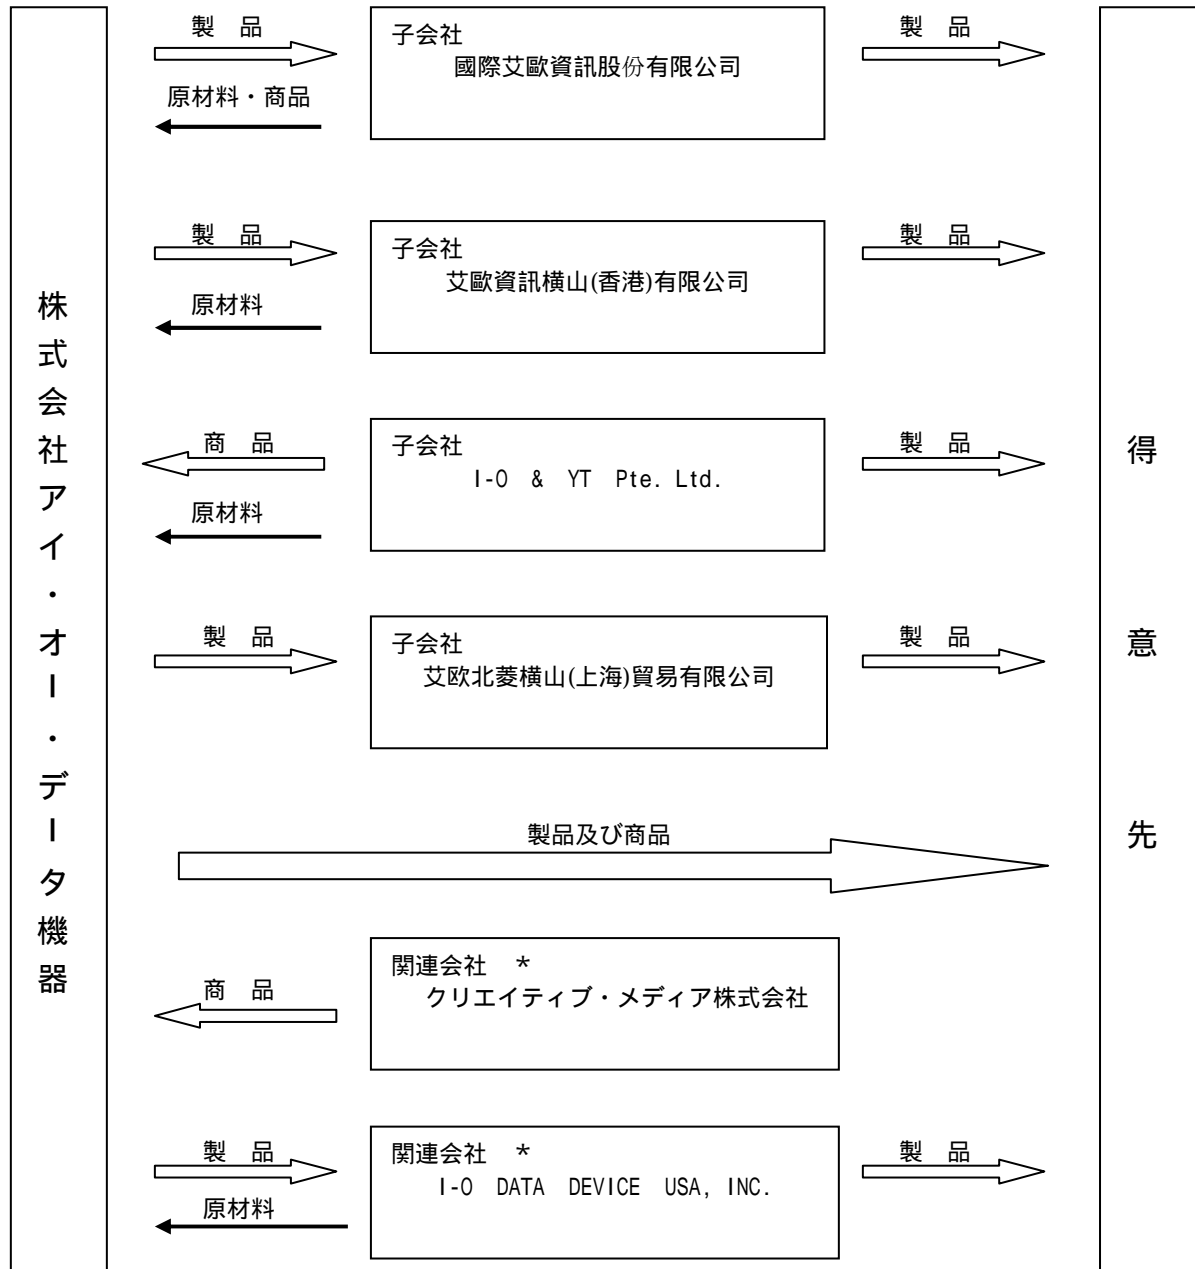 製 品
子会社
國際艾歐資訊股份有限公司
製 品
原材料・商品
製 品
子会社
艾歐資訊横山(香港)有限公司
製 品
原材料
株式会社アイ・オー・データ機器
商 品
子会社
I-O & YT Pte. Ltd.
製 品
原材料
得意先
製 品
子会社
艾欧北菱横山(上海)貿易有限公司
製 品
製品及び商品
関連会社 *
クリエイティブ・メディア株式会社
商 品
製 品
関連会社 *
I-O DATA DEVICE USA, INC.
製 品
原材料